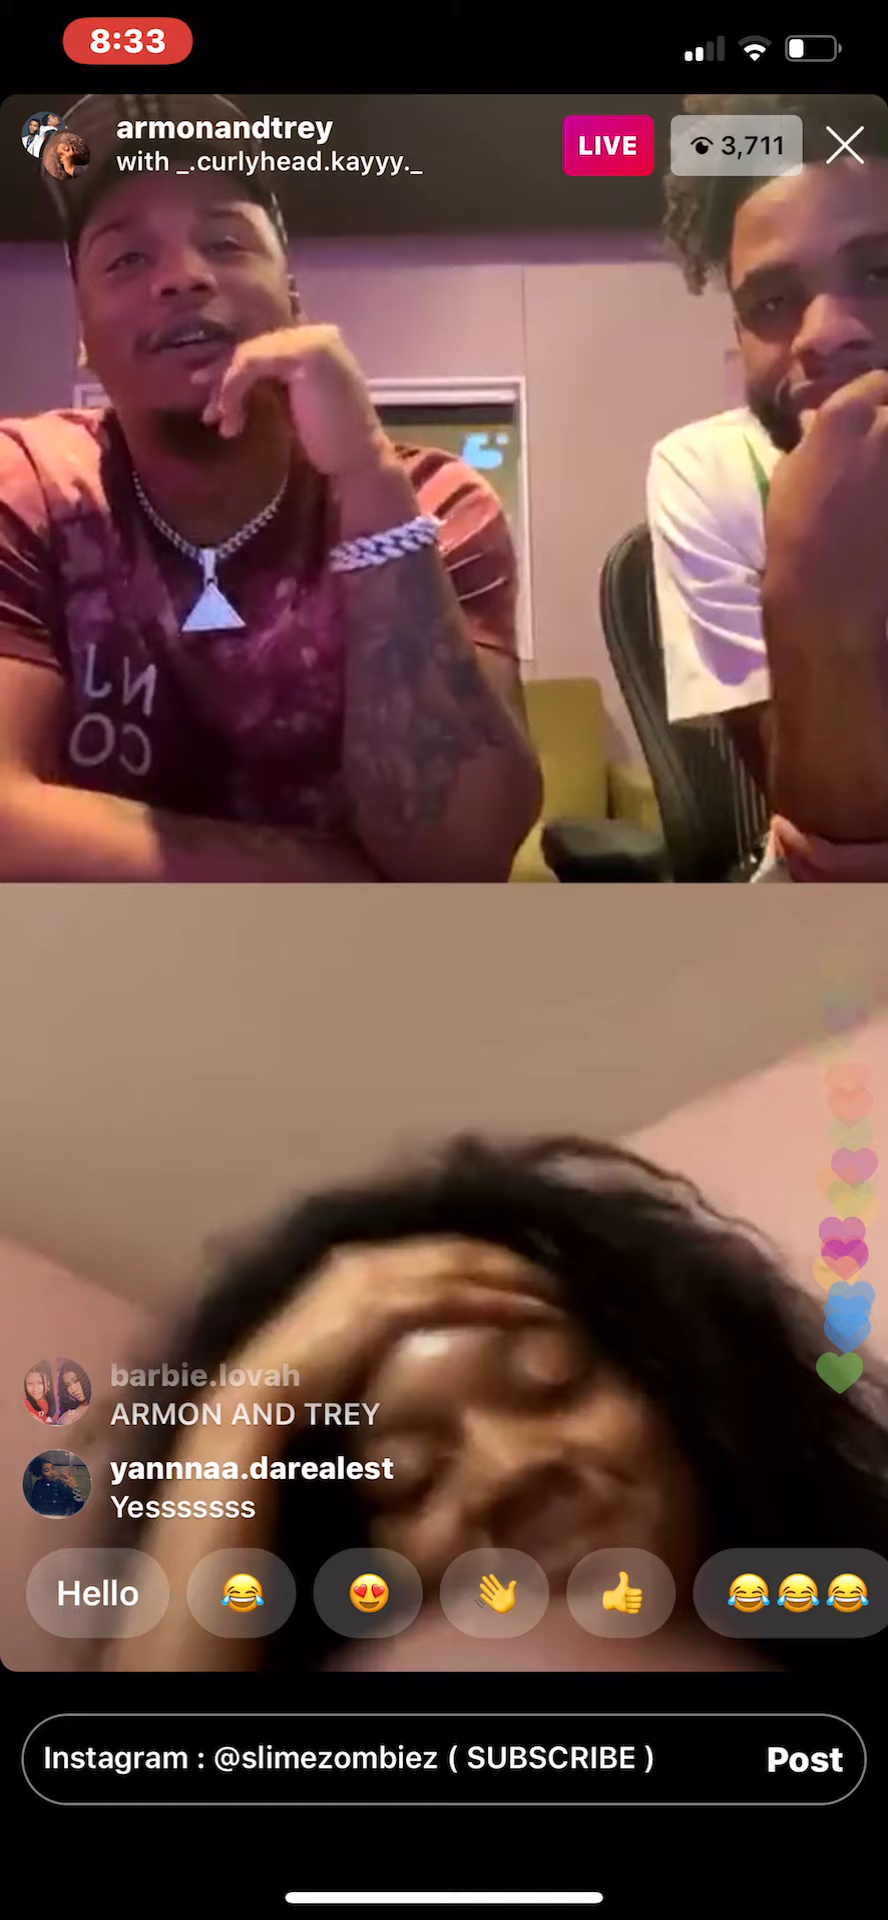 8:33
armonandtrey
with _.curlyhead.kayyy._
LIVE
3,711
barbie.lovah
ARMON AND TREY
yannnaa.darealest
Yesssssss
Hello
Instagram : @slimezombiez ( SUBSCRIBE )
Post